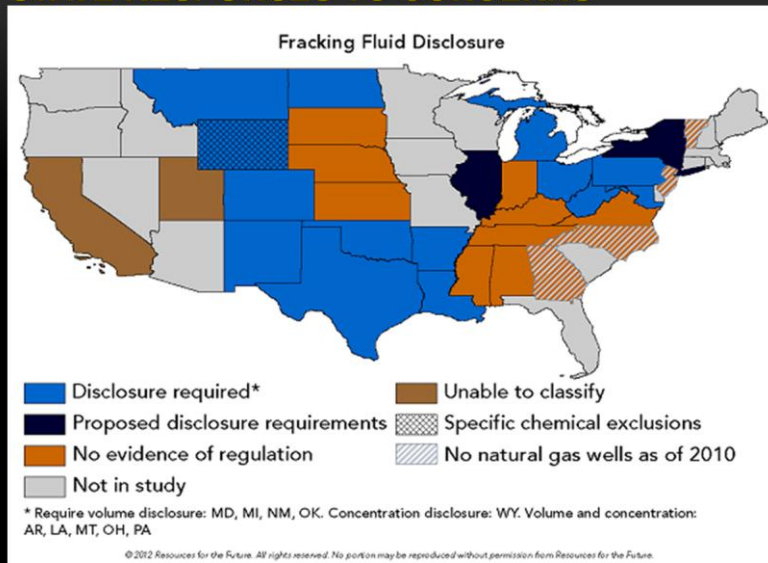 Fracking Fluid Disclosure
Disclosure required*
Unable to classify
Proposed disclosure requirements
Specific chemical exclusions
No evidence of regulation
No natural gas wells as of 2010
Not in study
* Require volume disclosure: MD, MI, NM, OK. Concentration disclosure: WY. Volume and concentration:
AR, LA, MT, OH, PA
© 2012 Resources for the Future. All rights reserved. No portion may be reproduced without permission from Resources for the Future.